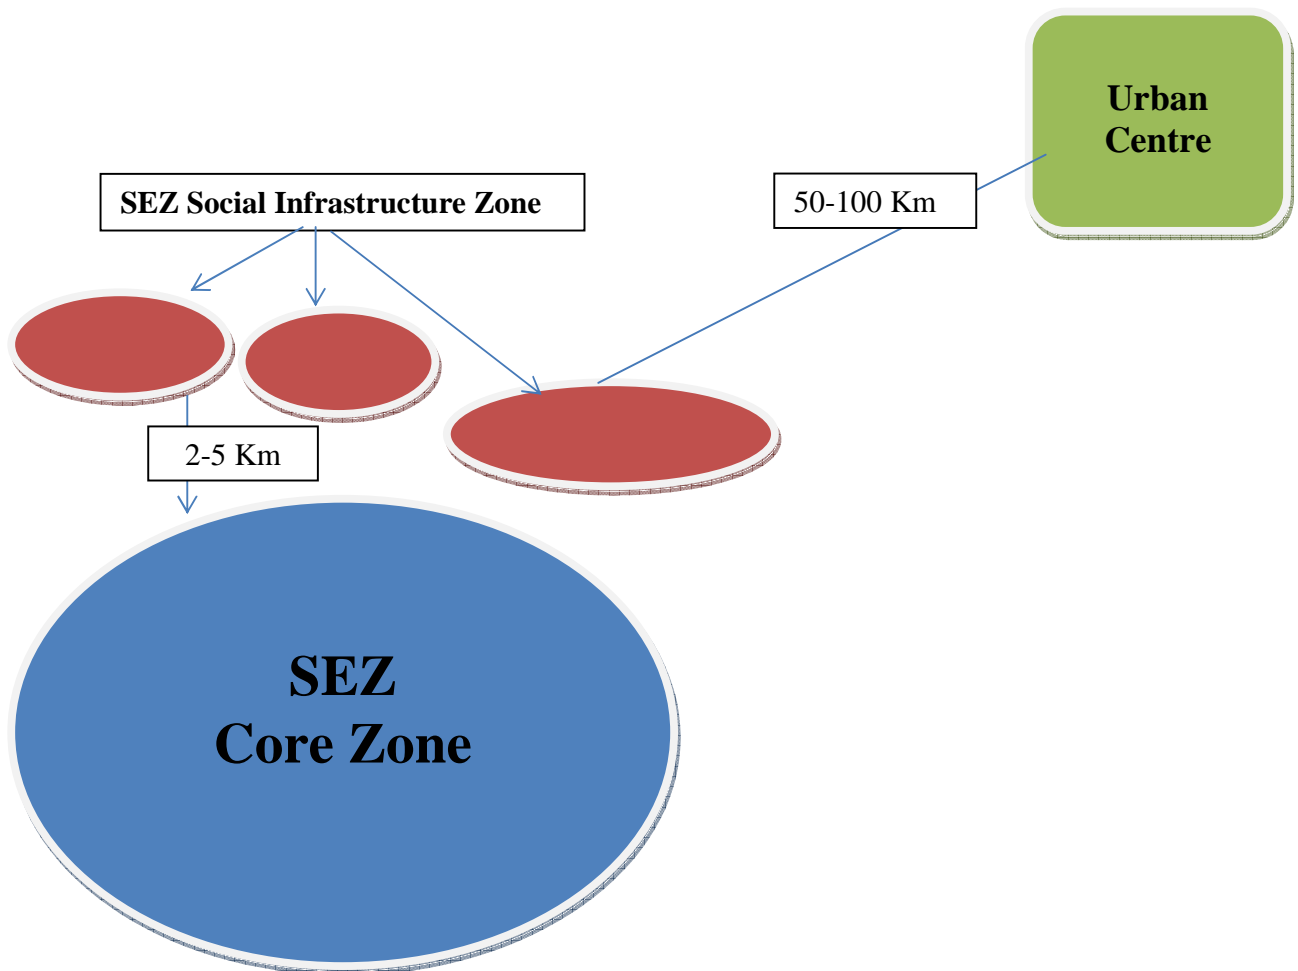 Urban
Centre
SEZ Social Infrastructure Zone
50-100 Km
2-5 Km
SEZ
Core Zone